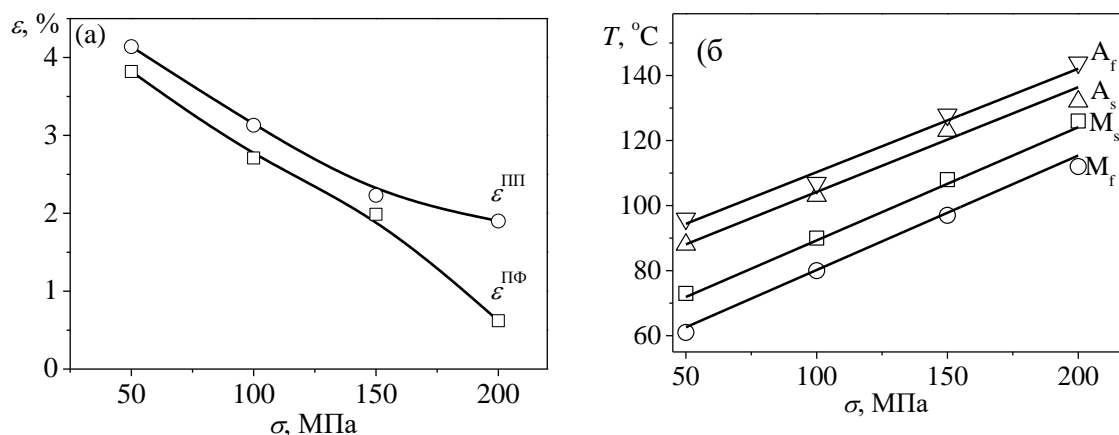 ε, %
(а)
4
3
2
1
0
50 100 150 200
σ, МПа
ε^ПП
ε^ПФ
T, °C
(б
140
120
100
80
60
50 100 150 200
σ, МПа
A_f
A_s
M_s
M_f